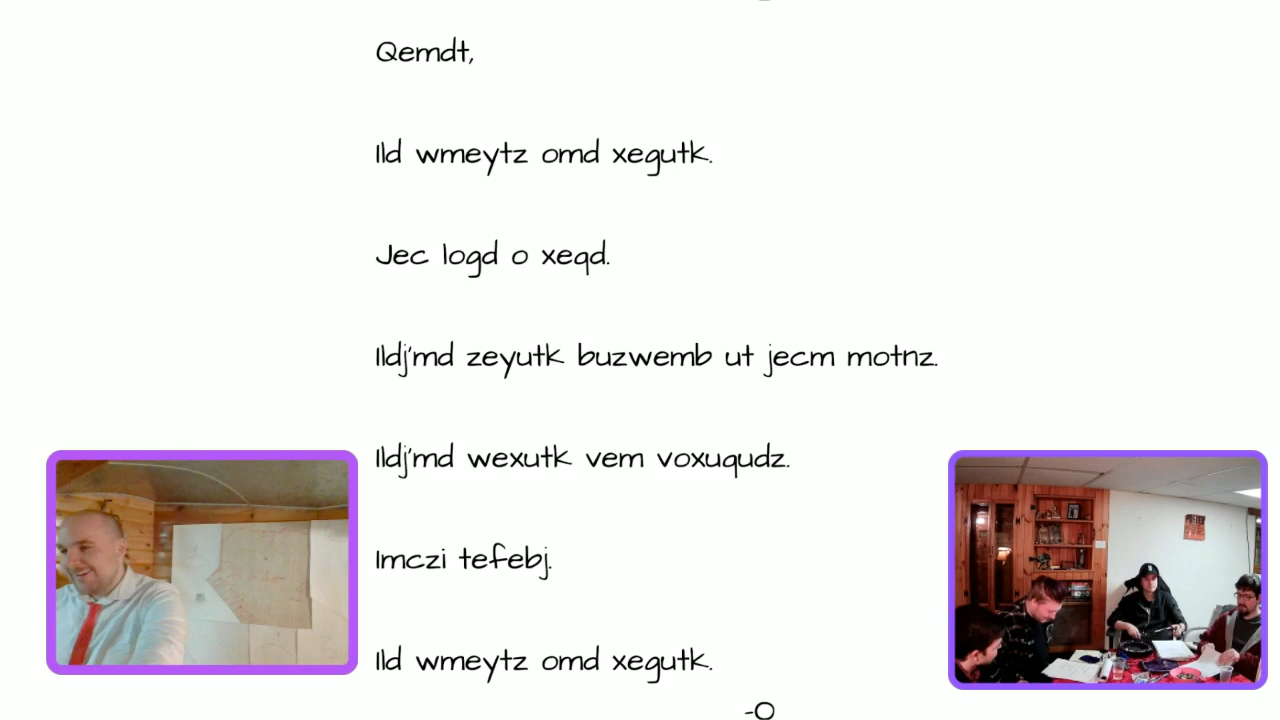 Qemdt,
Ild wmeytz omd xegutk.
Jec logd o xeqd.
Ildj'md zeyutk buzwemb ut jecm motnz.
Ildj'md wexutk vem voxuqudz.
Imczi tefebj.
Ild wmeytz omd xegutk.
-O